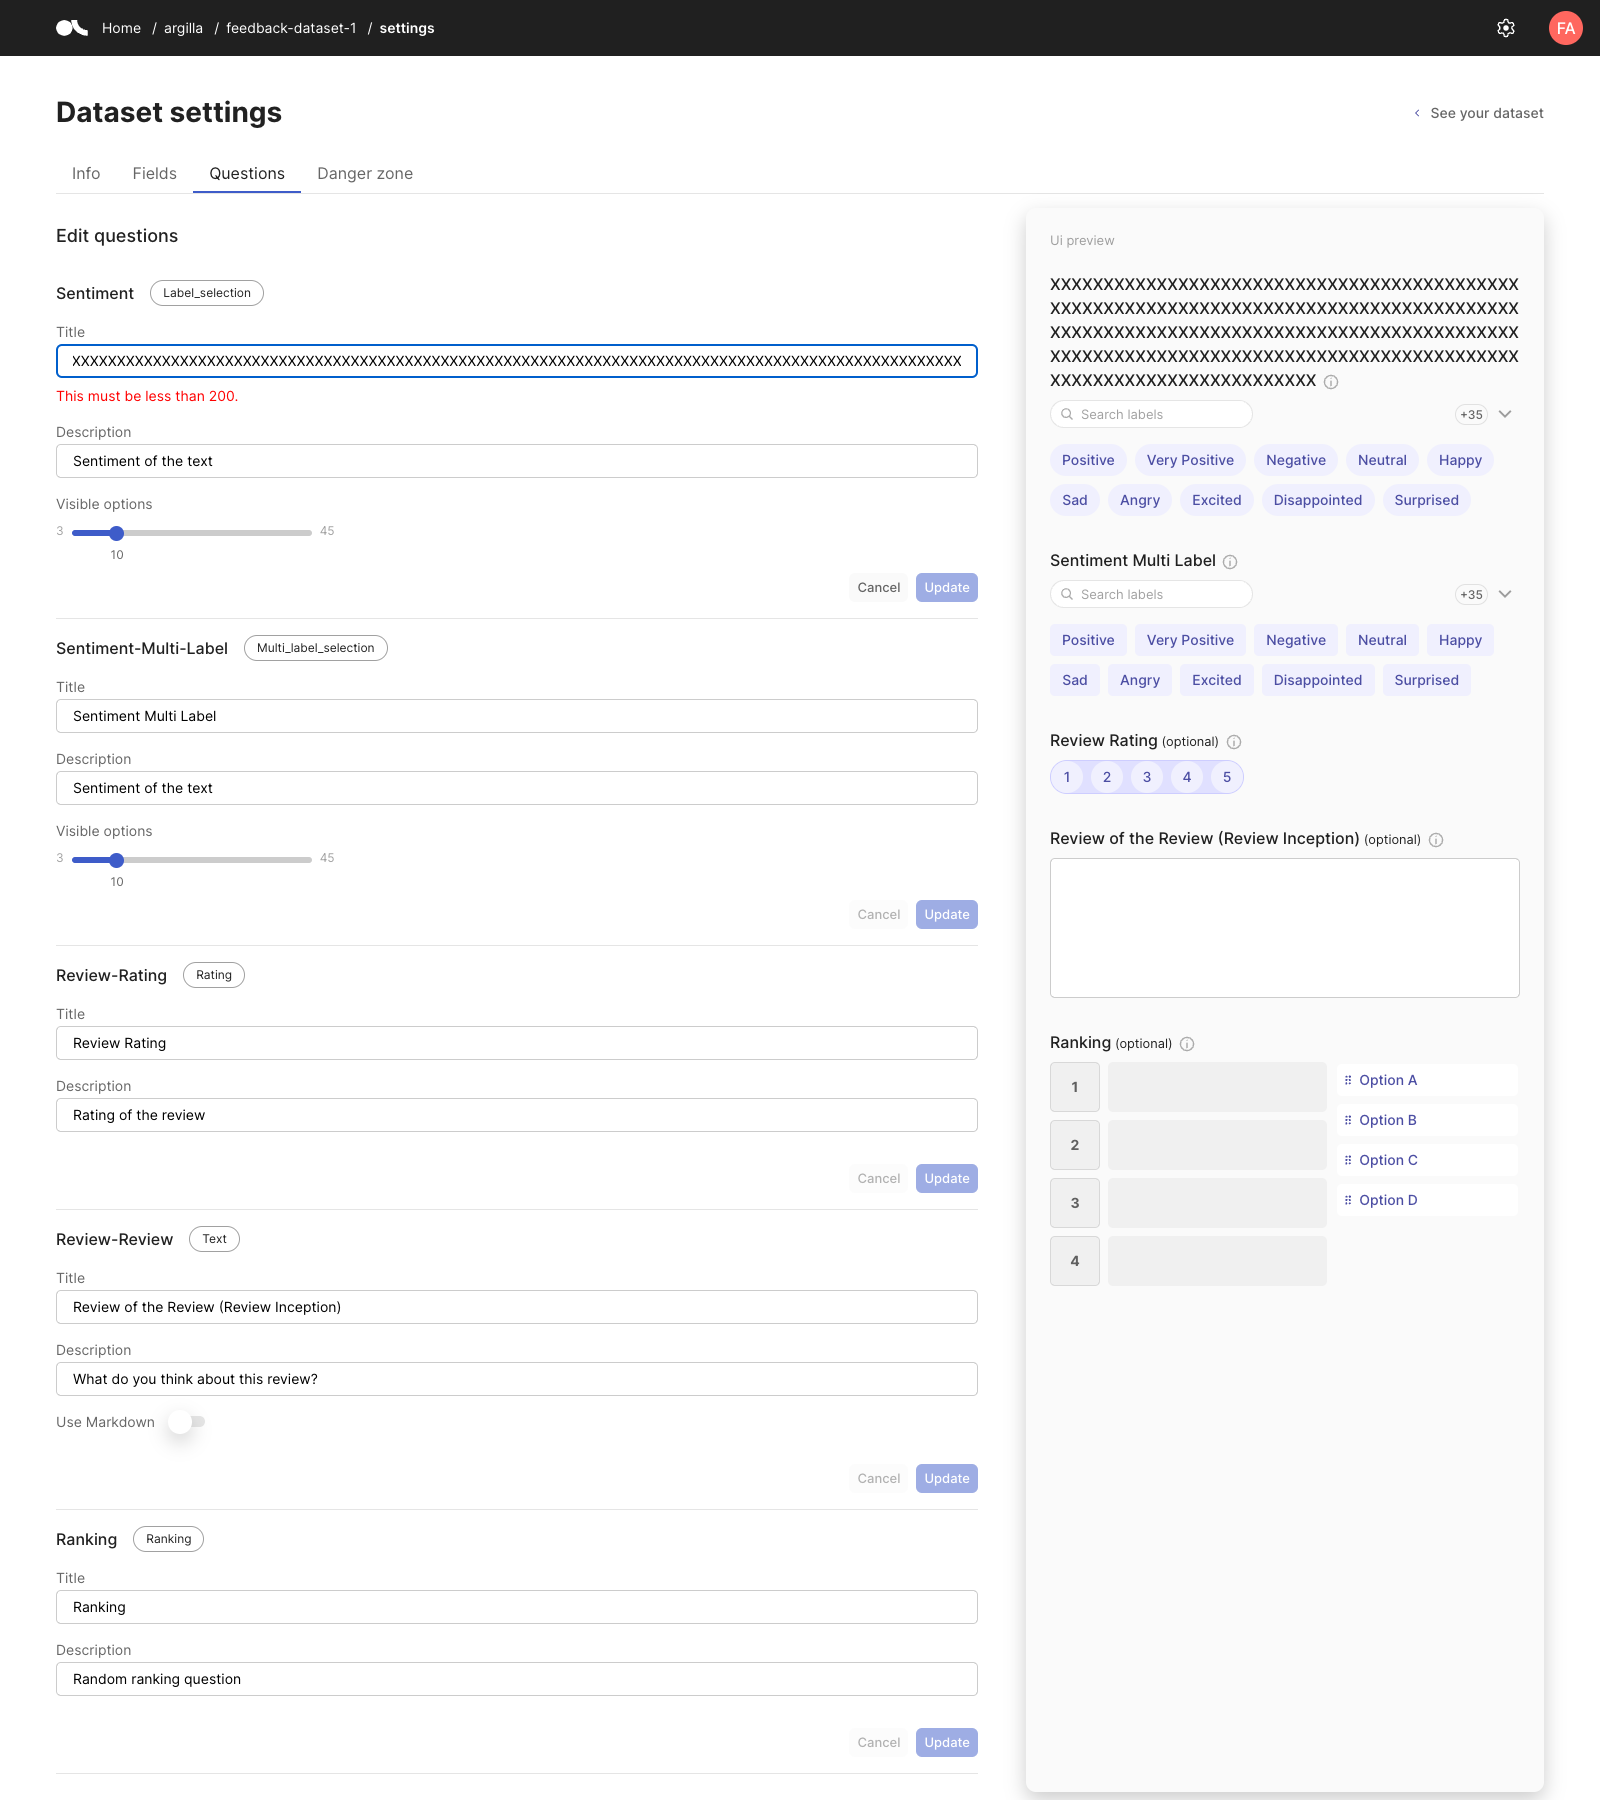 Home / argilla / feedback-dataset-1 / settings
FA
Dataset settings
See your dataset
Info Fields Questions Danger zone
Edit questions
Sentiment Label_selection
Title
XXXXXXXXXXXXXXXXXXXXXXXXXXXXXXXXXXXXXXXXXXXXXXXXXXXXXXXXXXXXXXXXXXXXXXXXXXXXXXXXXXXXXXXXXXXXXXXXXX
This must be less than 200.
Description
Sentiment of the text
Visible options
3 45
10
Cancel Update
Sentiment-Multi-Label Multi_label_selection
Title
Sentiment Multi Label
Description
Sentiment of the text
Visible options
3 45
10
Cancel Update
Review-Rating Rating
Title
Review Rating
Description
Rating of the review
Cancel Update
Review-Review Text
Title
Review of the Review (Review Inception)
Description
What do you think about this review?
Use Markdown
Cancel Update
Ranking Ranking
Title
Ranking
Description
Random ranking question
Cancel Update
Ui preview
XXXXXXXXXXXXXXXXXXXXXXXXXXXXXXXXXXXXXXXXXXXX
XXXXXXXXXXXXXXXXXXXXXXXXXXXXXXXXXXXXXXXXXXXX
XXXXXXXXXXXXXXXXXXXXXXXXXXXXXXXXXXXXXXXXXXXX
XXXXXXXXXXXXXXXXXXXXXXXXXXXXXXXXXXXXXXXXXXXX
XXXXXXXXXXXXXXXXXXXXXXXXX
Search labels +35
Positive Very Positive Negative Neutral Happy
Sad Angry Excited Disappointed Surprised
Sentiment Multi Label
Search labels +35
Positive Very Positive Negative Neutral Happy
Sad Angry Excited Disappointed Surprised
Review Rating (optional)
1 2 3 4 5
Review of the Review (Review Inception) (optional)
Ranking (optional)
1
2
3
4
Option A
Option B
Option C
Option D